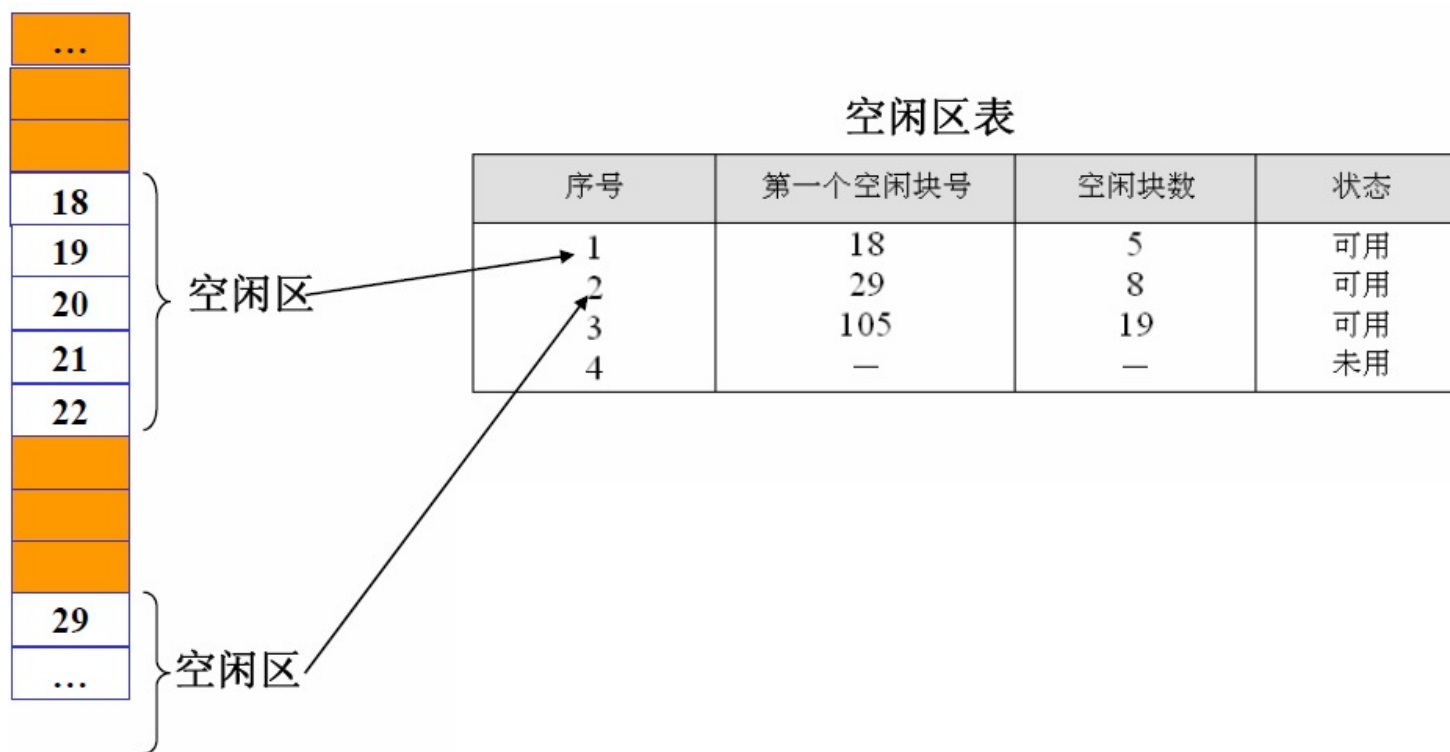 …
18
19
20
21
22
29
…
空闲区
空闲区
空闲区表
序号 第一个空闲块号 空闲块数 状态
1 18 5 可用
2 29 8 可用
3 105 19 可用
4 — — 未用